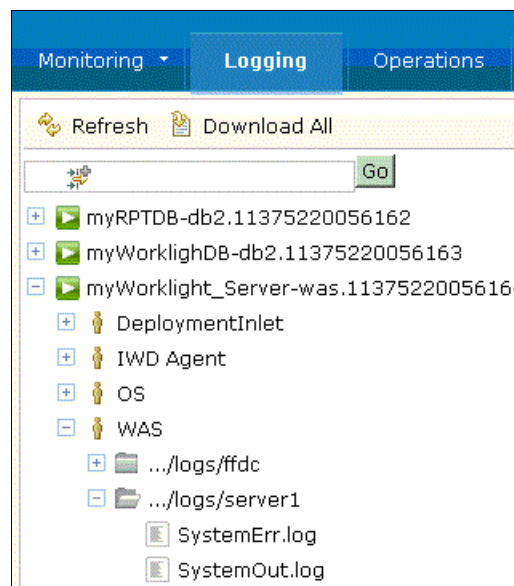 Monitoring Logging Operations
Refresh Download All
Go
myRPTDB-db2.11375220056162
myWorklighDB-db2.11375220056163
myWorklight_Server-was.1137522005616
DeploymentInlet
IWD Agent
OS
WAS
.../logs/ffdc
.../logs/server1
SystemErr.log
SystemOut.log